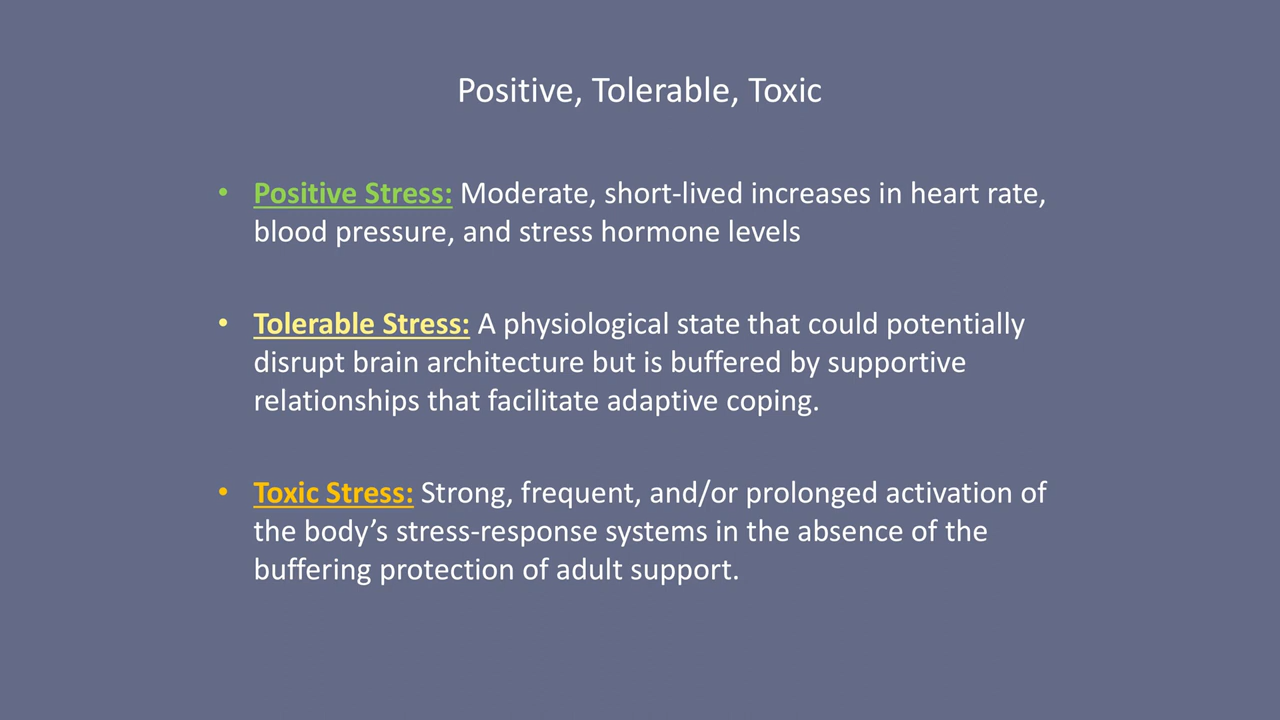 Positive, Tolerable, Toxic
• Positive Stress: Moderate, short-lived increases in heart rate,
blood pressure, and stress hormone levels
• Tolerable Stress: A physiological state that could potentially
disrupt brain architecture but is buffered by supportive
relationships that facilitate adaptive coping.
• Toxic Stress: Strong, frequent, and/or prolonged activation of
the body’s stress-response systems in the absence of the
buffering protection of adult support.